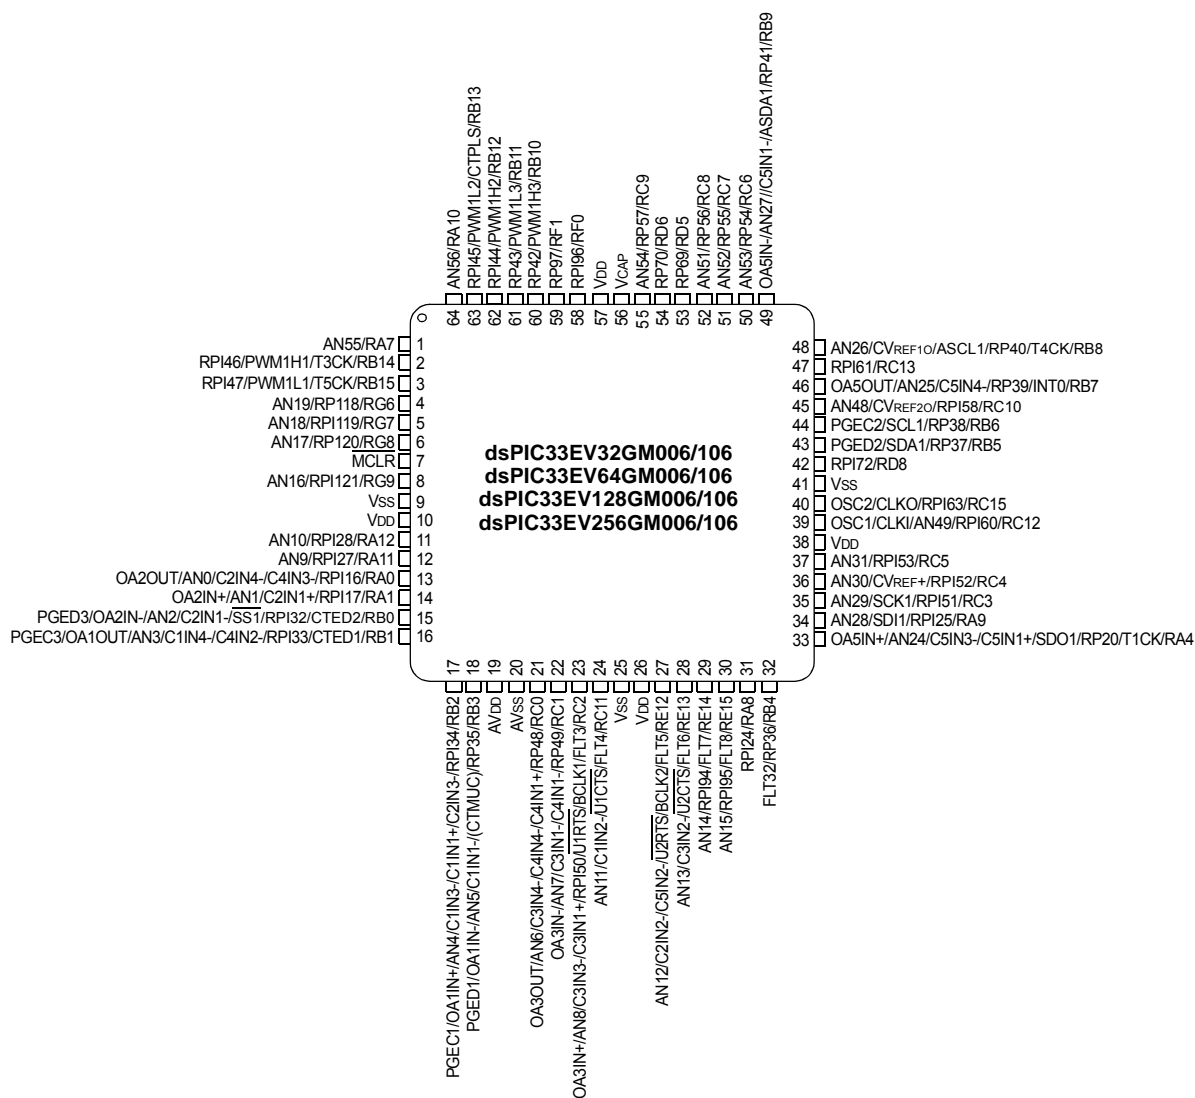 AN56/RA10
RPI45/PWM1L2/CTPLS/RB13
RPI44/PWM1H2/RB12
RP43/PWM1L3/RB11
RP42/PWM1H3/RB10
RP97/RF1
RPI96/RF0
VDD
VCAP
AN54/RP57/RC9
RP70/RD6
RP69/RD5
AN51/RP56/RC8
AN52/RP55/RC7
AN53/RP54/RC6
OA5IN-/AN27//C5IN1-/ASDA1/RP41/RB9
64 63 62 61 60 59 58 57 56 55 54 53 52 51 50 49
AN55/RA7 1
RPI46/PWM1H1/T3CK/RB14 2
RPI47/PWM1L1/T5CK/RB15 3
AN19/RP118/RG6 4
AN18/RPI119/RG7 5
AN17/RP120/RG8 6
MCLR 7
AN16/RPI121/RG9 8
VSS 9
VDD 10
AN10/RPI28/RA12 11
AN9/RPI27/RA11 12
OA2OUT/AN0/C2IN4-/C4IN3-/RPI16/RA0 13
OA2IN+/AN1/C2IN1+/RPI17/RA1 14
PGED3/OA2IN-/AN2/C2IN1-/SS1/RPI32/CTED2/RB0 15
PGEC3/OA1OUT/AN3/C1IN4-/C4IN2-/RPI33/CTED1/RB1 16
dsPIC33EV32GM006/106
dsPIC33EV64GM006/106
dsPIC33EV128GM006/106
dsPIC33EV256GM006/106
48 AN26/CVREF1O/ASCL1/RP40/T4CK/RB8
47 RPI61/RC13
46 OA5OUT/AN25/C5IN4-/RP39/INT0/RB7
45 AN48/CVREF2O/RPI58/RC10
44 PGEC2/SCL1/RP38/RB6
43 PGED2/SDA1/RP37/RB5
42 RPI72/RD8
41 VSS
40 OSC2/CLKO/RPI63/RC15
39 OSC1/CLKI/AN49/RPI60/RC12
38 VDD
37 AN31/RPI53/RC5
36 AN30/CVREF+/RPI52/RC4
35 AN29/SCK1/RPI51/RC3
34 AN28/SDI1/RPI25/RA9
33 OA5IN+/AN24/C5IN3-/C5IN1+/SDO1/RP20/T1CK/RA4
17 18 19 20 21 22 23 24 25 26 27 28 29 30 31 32
PGEC1/OA1IN+/AN4/C1IN3-/C1IN1+/C2IN3-/RPI34/RB2
PGED1/OA1IN-/AN5/C1IN1-/(CTMUC)/RP35/RB3
AVDD
AVSS
OA3OUT/AN6/C3IN4-/C4IN4-/C4IN1+/RP48/RC0
OA3IN-/AN7/C3IN1-/C4IN1-/RP49/RC1
OA3IN+/AN8/C3IN3-/C3IN1+/RPI50/U1RTS/BCLK1/FLT3/RC2
AN11/C1IN2-/U1CTS/FLT4/RC11
VSS
VDD
AN12/C2IN2-/C5IN2-/U2RTS/BCLK2/FLT5/RE12
AN13/C3IN2-/U2CTS/FLT6/RE13
AN14/RPI94/FLT7/RE14
AN15/RPI95/FLT8/RE15
RPI24/RA8
FLT32/RP36/RB4